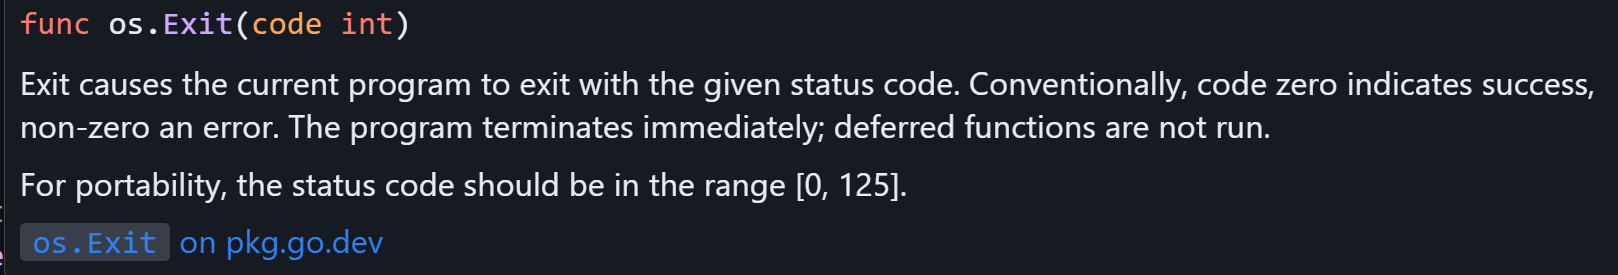 func os.Exit(code int)
Exit causes the current program to exit with the given status code. Conventionally, code zero indicates success,
non-zero an error. The program terminates immediately; deferred functions are not run.
For portability, the status code should be in the range [0, 125].
os.Exit on pkg.go.dev